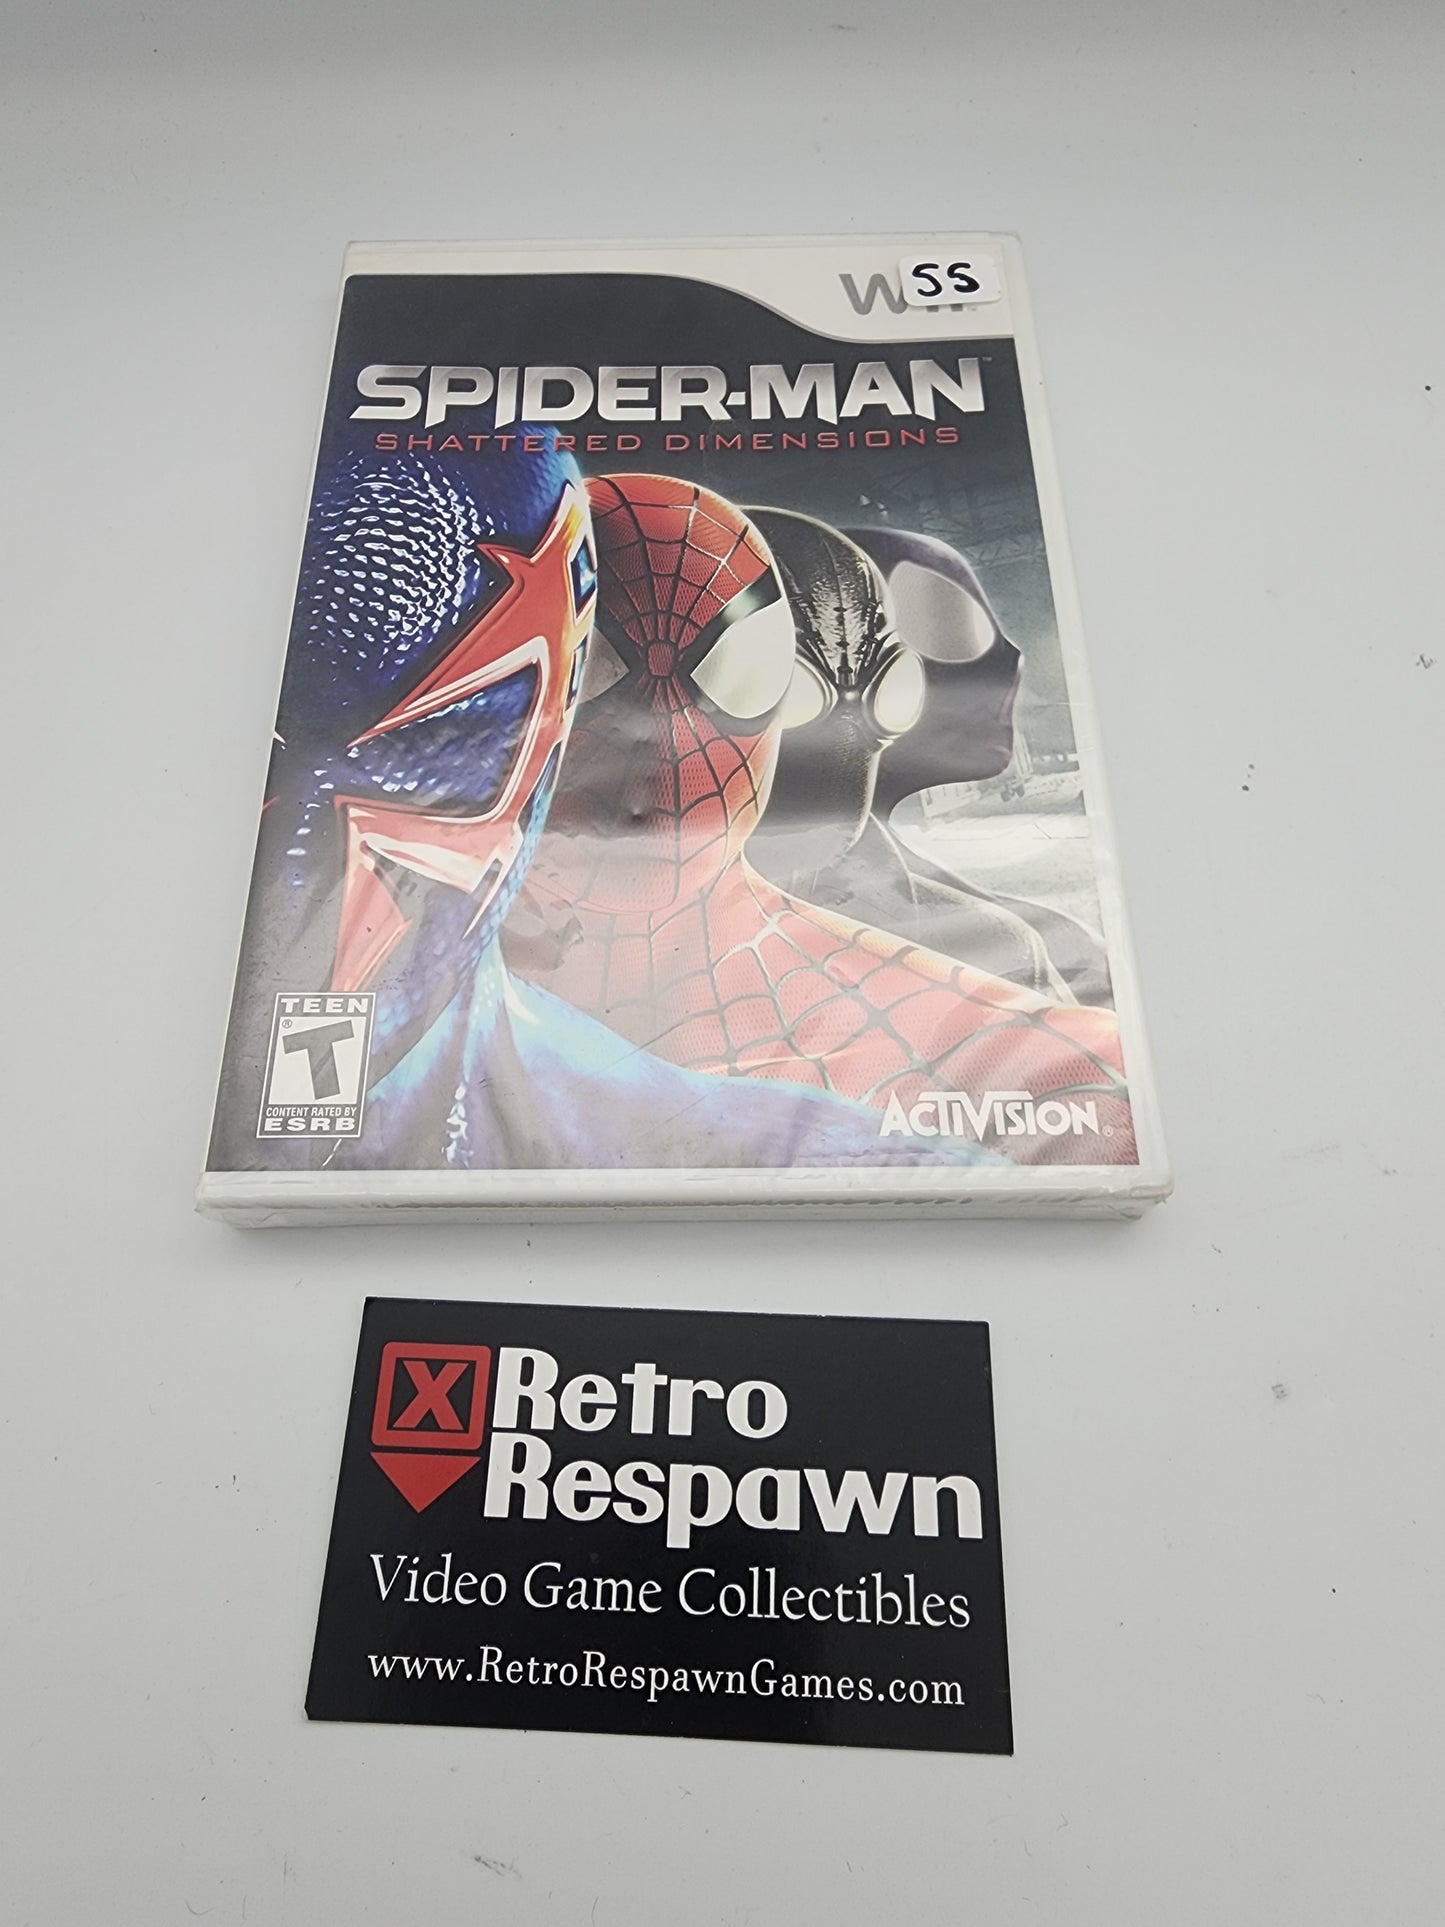 Wii
55
SPIDER-MAN™
SHATTERED DIMENSIONS
TEEN
T®
CONTENT RATED BY
ESRB
ACTIVISION®
X Retro
Respawn
Video Game Collectibles
www.RetroRespawnGames.com